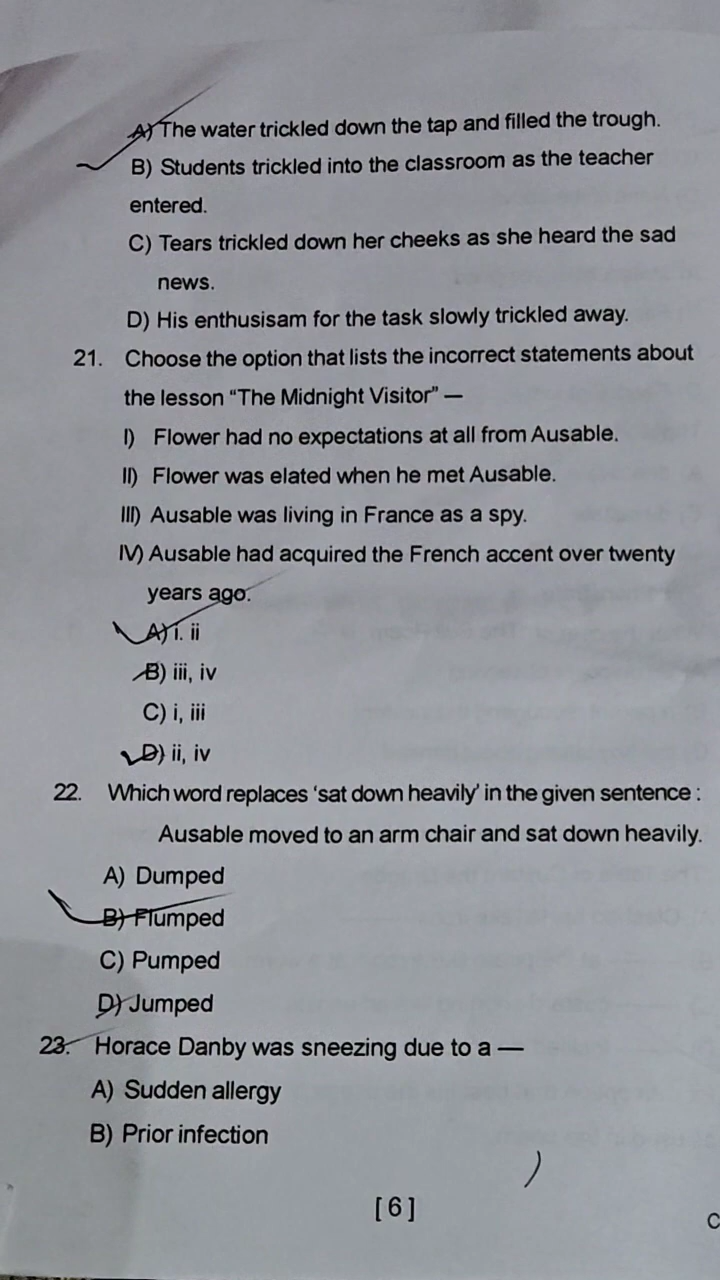 A) The water trickled down the tap and filled the trough.
B) Students trickled into the classroom as the teacher
entered.
C) Tears trickled down her cheeks as she heard the sad
news.
D) His enthusisam for the task slowly trickled away.
21. Choose the option that lists the incorrect statements about
the lesson “The Midnight Visitor” —
I) Flower had no expectations at all from Ausable.
II) Flower was elated when he met Ausable.
III) Ausable was living in France as a spy.
IV) Ausable had acquired the French accent over twenty
years ago.
A) i. ii
B) iii, iv
C) i, iii
D) ii, iv
22. Which word replaces ‘sat down heavily’ in the given sentence :
Ausable moved to an arm chair and sat down heavily.
A) Dumped
B) Flumped
C) Pumped
D) Jumped
23. Horace Danby was sneezing due to a —
A) Sudden allergy
B) Prior infection
[ 6 ]
C